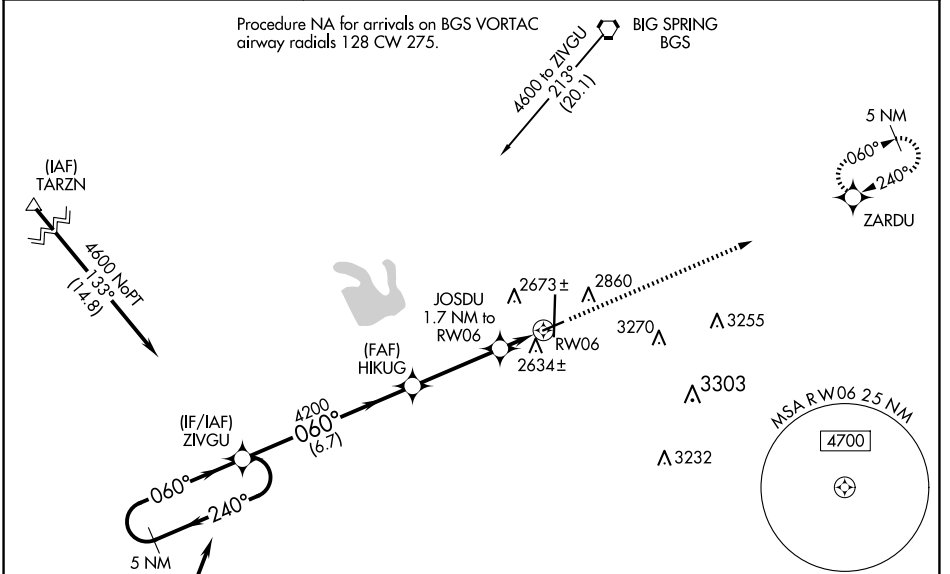 Procedure NA for arrivals on BGS VORTAC
airway radials 128 CW 275.
BIG SPRING
BGS
4600 to ZIVGU
213°
(20.1)
5 NM
060°
240°
ZARDU
(IAF)
TARZN
4600 NoPT
133°
(14.8)
JOSDU
1.7 NM to
RW06
2673±
2860
RW06
2634±
3270
3255
3303
3232
(FAF)
HIKUG
4200
060°
(6.7)
(IF/IAF)
ZIVGU
060°
240°
5 NM
MSA RW06 25 NM
4700